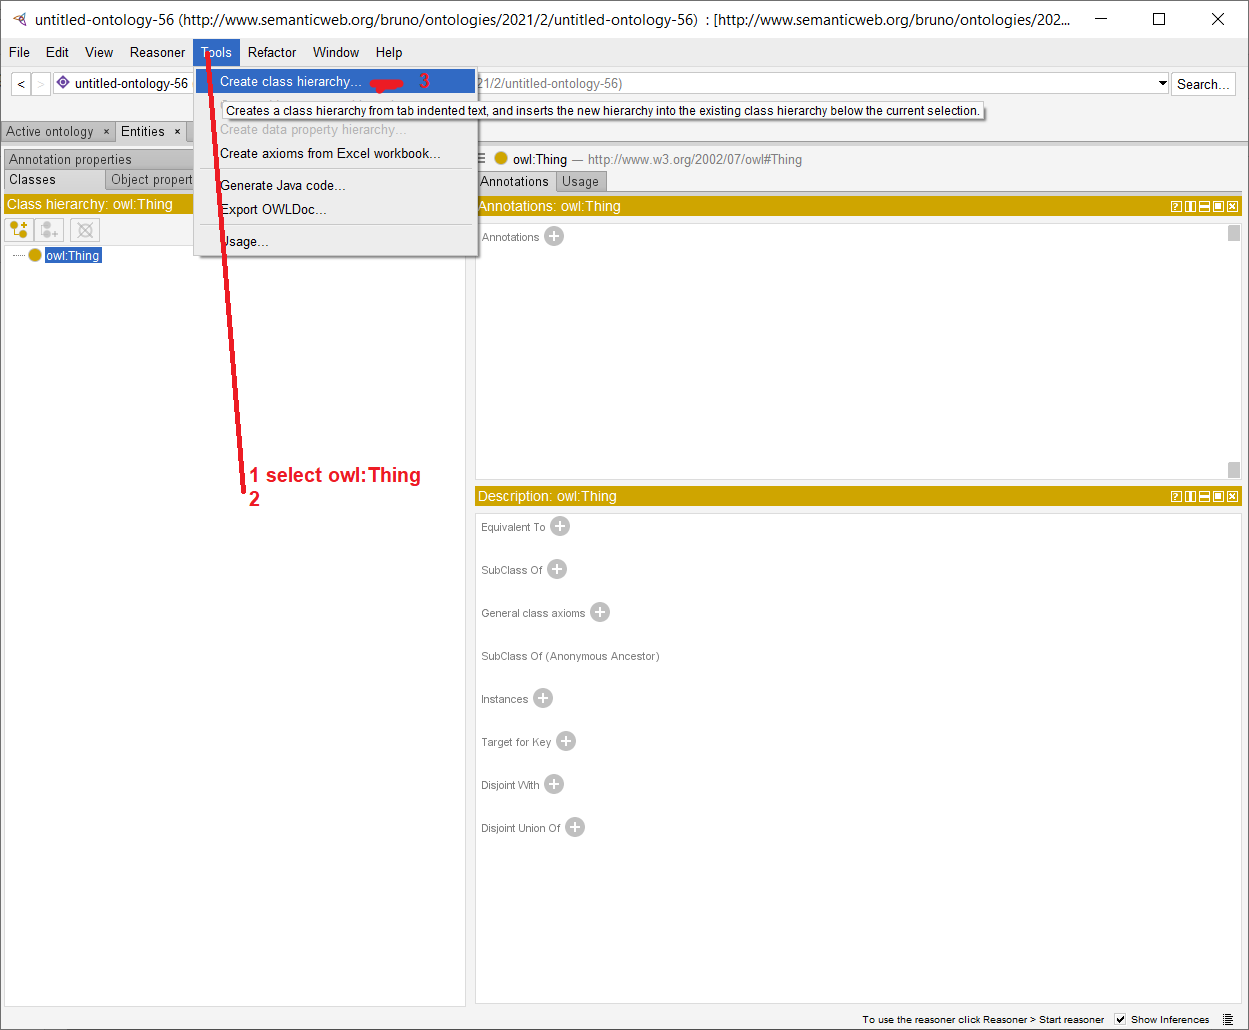 untitled-ontology-56 (http://www.semanticweb.org/bruno/ontologies/2021/2/untitled-ontology-56) : [http://www.semanticweb.org/bruno/ontologies/202...
File Edit View Reasoner Tools Refactor Window Help
< > untitled-ontology-56 21/2/untitled-ontology-56) Search...
Create class hierarchy... 3
Creates a class hierarchy from tab indented text, and inserts the new hierarchy into the existing class hierarchy below the current selection.
Create data property hierarchy...
Create axioms from Excel workbook...
Generate Java code...
Export OWLDoc...
Usage...
Active ontology × Entities ×
Annotation properties
Classes Object propert
Class hierarchy: owl:Thing
owl:Thing
1 select owl:Thing
2
owl:Thing — http://www.w3.org/2002/07/owl#Thing
Annotations Usage
Annotations: owl:Thing
Annotations
Description: owl:Thing
Equivalent To
SubClass Of
General class axioms
SubClass Of (Anonymous Ancestor)
Instances
Target for Key
Disjoint With
Disjoint Union Of
To use the reasoner click Reasoner > Start reasoner Show Inferences